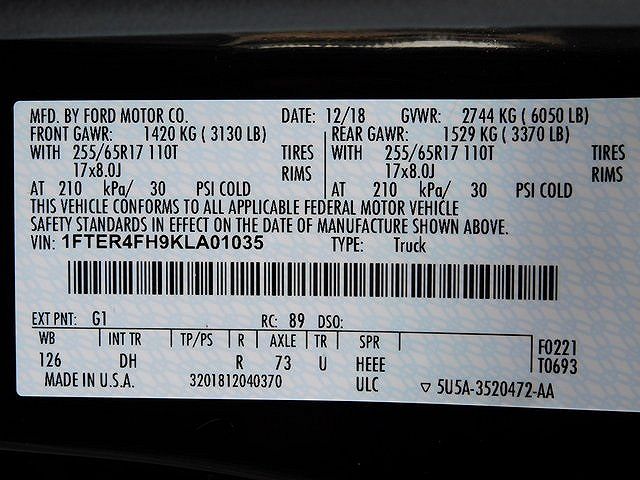 MFD. BY FORD MOTOR CO. DATE: 12/18 GVWR: 2744 KG ( 6050 LB)
FRONT GAWR: 1420 KG ( 3130 LB) REAR GAWR: 1529 KG ( 3370 LB)
WITH 255/65R17 110T TIRES WITH 255/65R17 110T TIRES
17x8.0J RIMS 17x8.0J RIMS
AT 210 kPa/ 30 PSI COLD AT 210 kPa/ 30 PSI COLD
THIS VEHICLE CONFORMS TO ALL APPLICABLE FEDERAL MOTOR VEHICLE
SAFETY STANDARDS IN EFFECT ON THE DATE OF MANUFACTURE SHOWN ABOVE.
VIN: 1FTER4FH9KLA01035 TYPE: Truck
EXT PNT: G1 RC: 89 DSO:
WB INT TR TP/PS R AXLE TR SPR F0221
126 DH R 73 U HEEE T0693
MADE IN U.S.A. 3201812040370 ULC ▽ 5U5A-3520472-AA